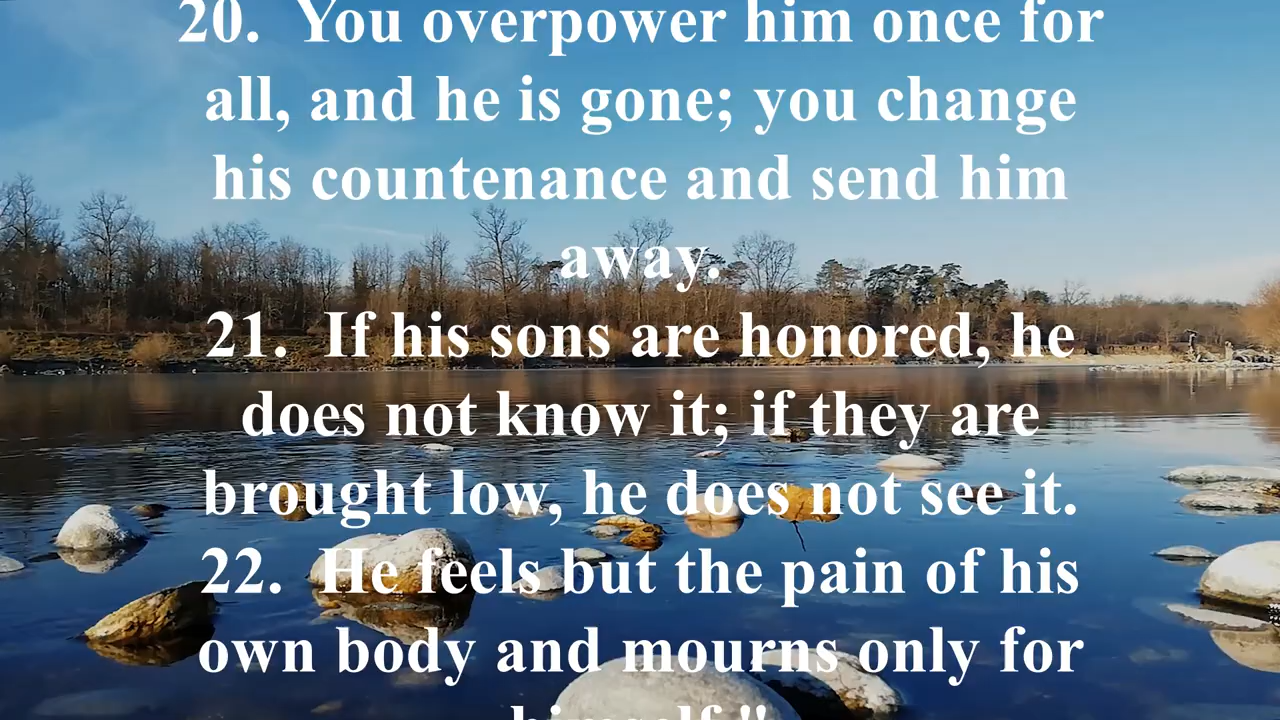 20.  You overpower him once for
all, and he is gone; you change
his countenance and send him
away.
21.  If his sons are honored, he
does not know it; if they are
brought low, he does not see it.
22.  He feels but the pain of his
own body and mourns only for
himself."